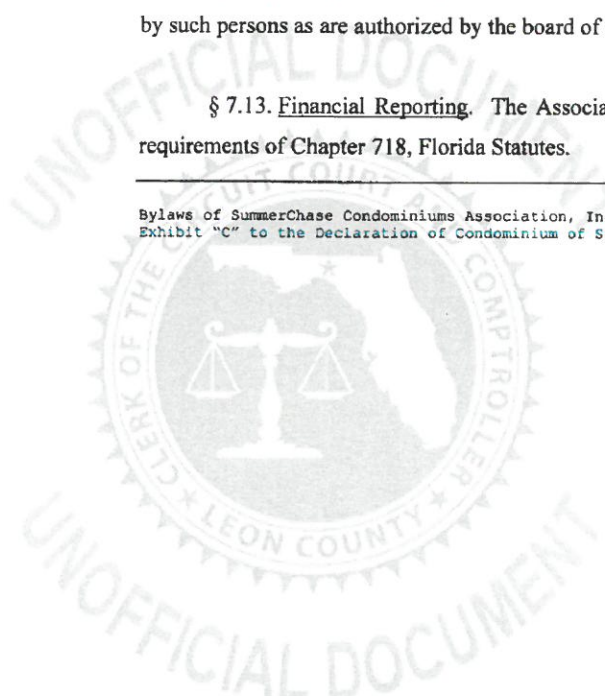 by such persons as are authorized by the board of
§ 7.13. Financial Reporting. The Associa
requirements of Chapter 718, Florida Statutes.
Bylaws of SummerChase Condominiums Association, In
Exhibit "C" to the Declaration of Condominium of S
UNOFFICIAL DOCUMENT
CLERK OF THE CIRCUIT COURT AND COMPTROLLER
LEON COUNTY
UNOFFICIAL DOCUMENT